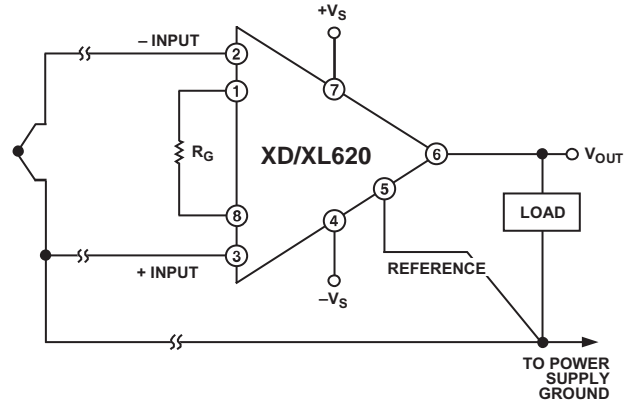 +VS
– INPUT
2
1
7
RG
XD/XL620
6
VOUT
5
8
4
LOAD
3
+ INPUT
REFERENCE
–VS
TO POWER
SUPPLY
GROUND